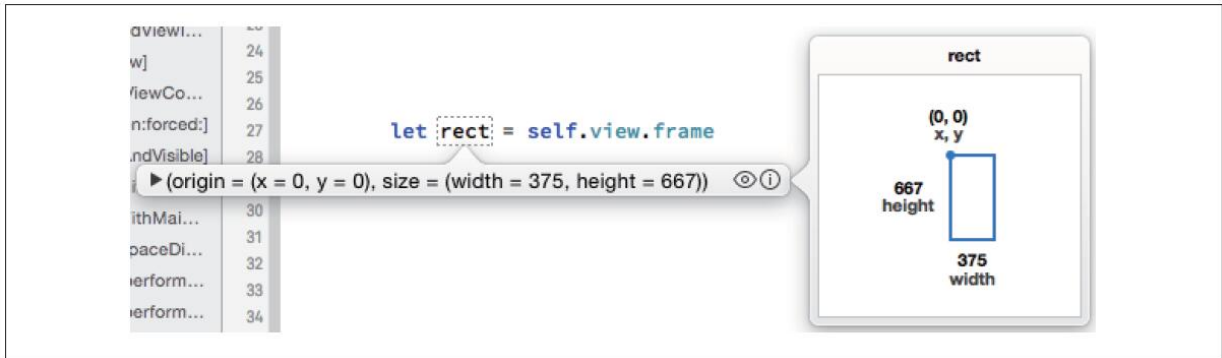 24
w]
25
ViewCo...
26
n:forced:]
27
let rect = self.view.frame
ndVisible]
28
(origin = (x = 0, y = 0), size = (width = 375, height = 667))
ithMai...
30
31
paceDi...
32
erform...
33
erform...
34
rect
(0, 0)
x, y
667
height
375
width